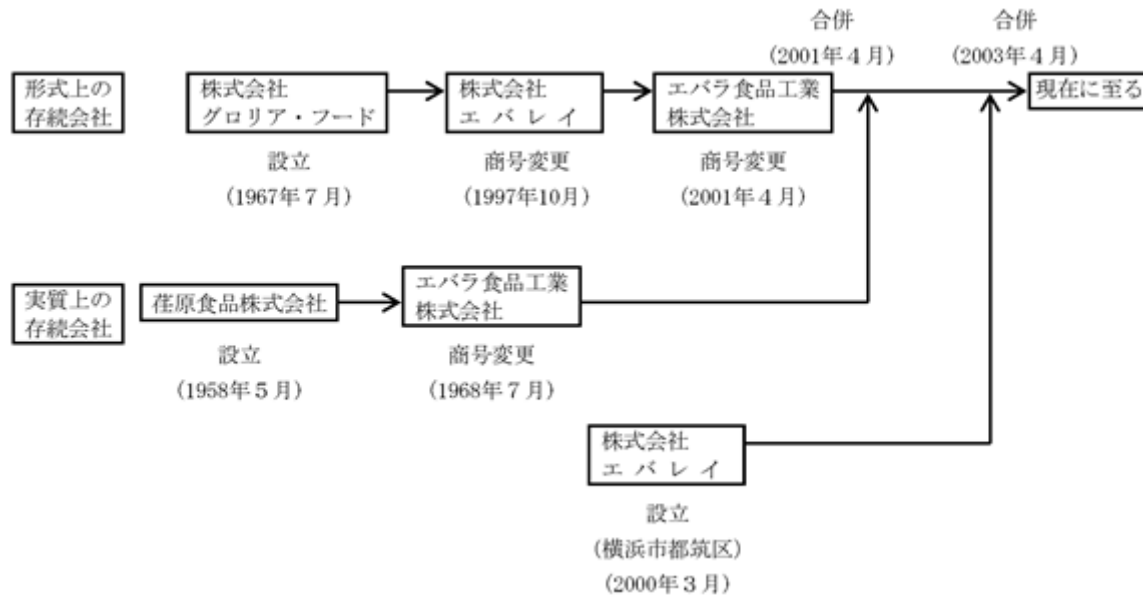 合併
(2001年4月)
合併
(2003年4月)
形式上の
存続会社
株式会社
グロリア・フード
株式会社
エバレイ
エバラ食品工業
株式会社
現在に至る
設立
(1967年7月)
商号変更
(1997年10月)
商号変更
(2001年4月)
実質上の
存続会社
荏原食品株式会社
エバラ食品工業
株式会社
設立
(1958年5月)
商号変更
(1968年7月)
株式会社
エバレイ
設立
(横浜市都筑区)
(2000年3月)